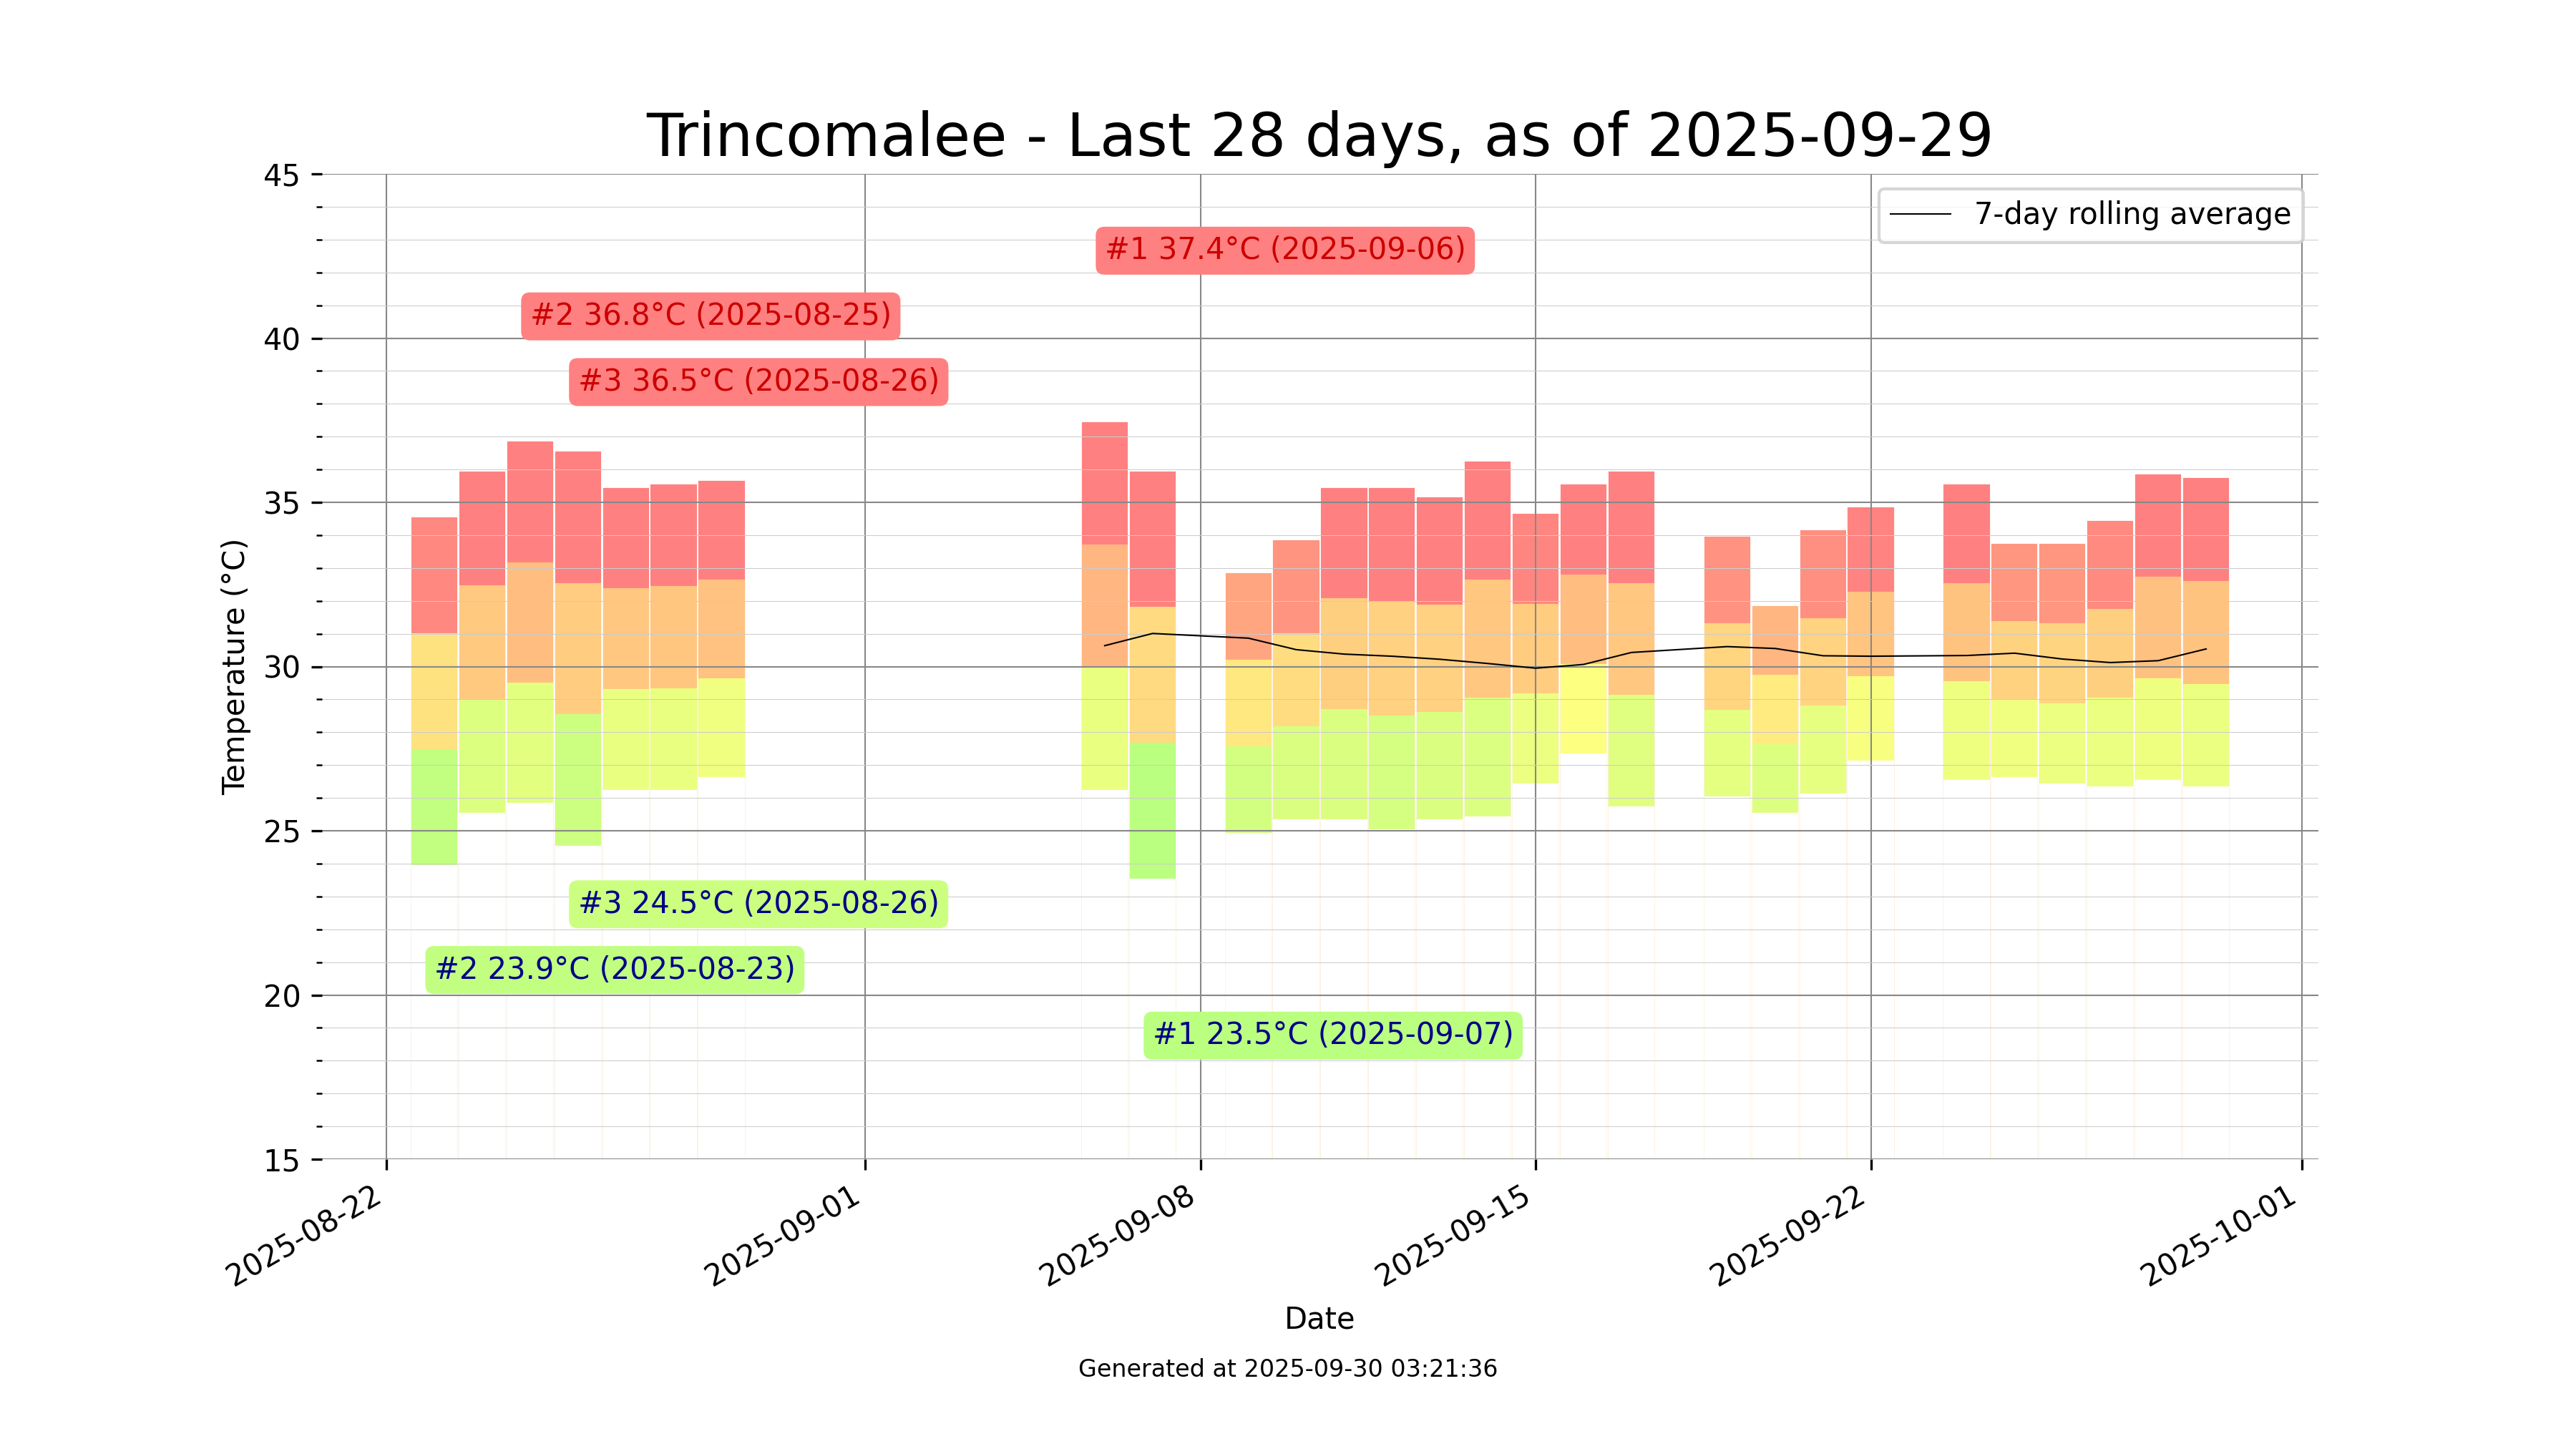 Trincomalee - Last 28 days, as of 2025-09-29
45
40
35
30
25
20
15
Temperature (°C)
7-day rolling average
#1 37.4°C (2025-09-06)
#2 36.8°C (2025-08-25)
#3 36.5°C (2025-08-26)
#3 24.5°C (2025-08-26)
#2 23.9°C (2025-08-23)
#1 23.5°C (2025-09-07)
2025-08-22
2025-09-01
2025-09-08
2025-09-15
2025-09-22
2025-10-01
Date
Generated at 2025-09-30 03:21:36